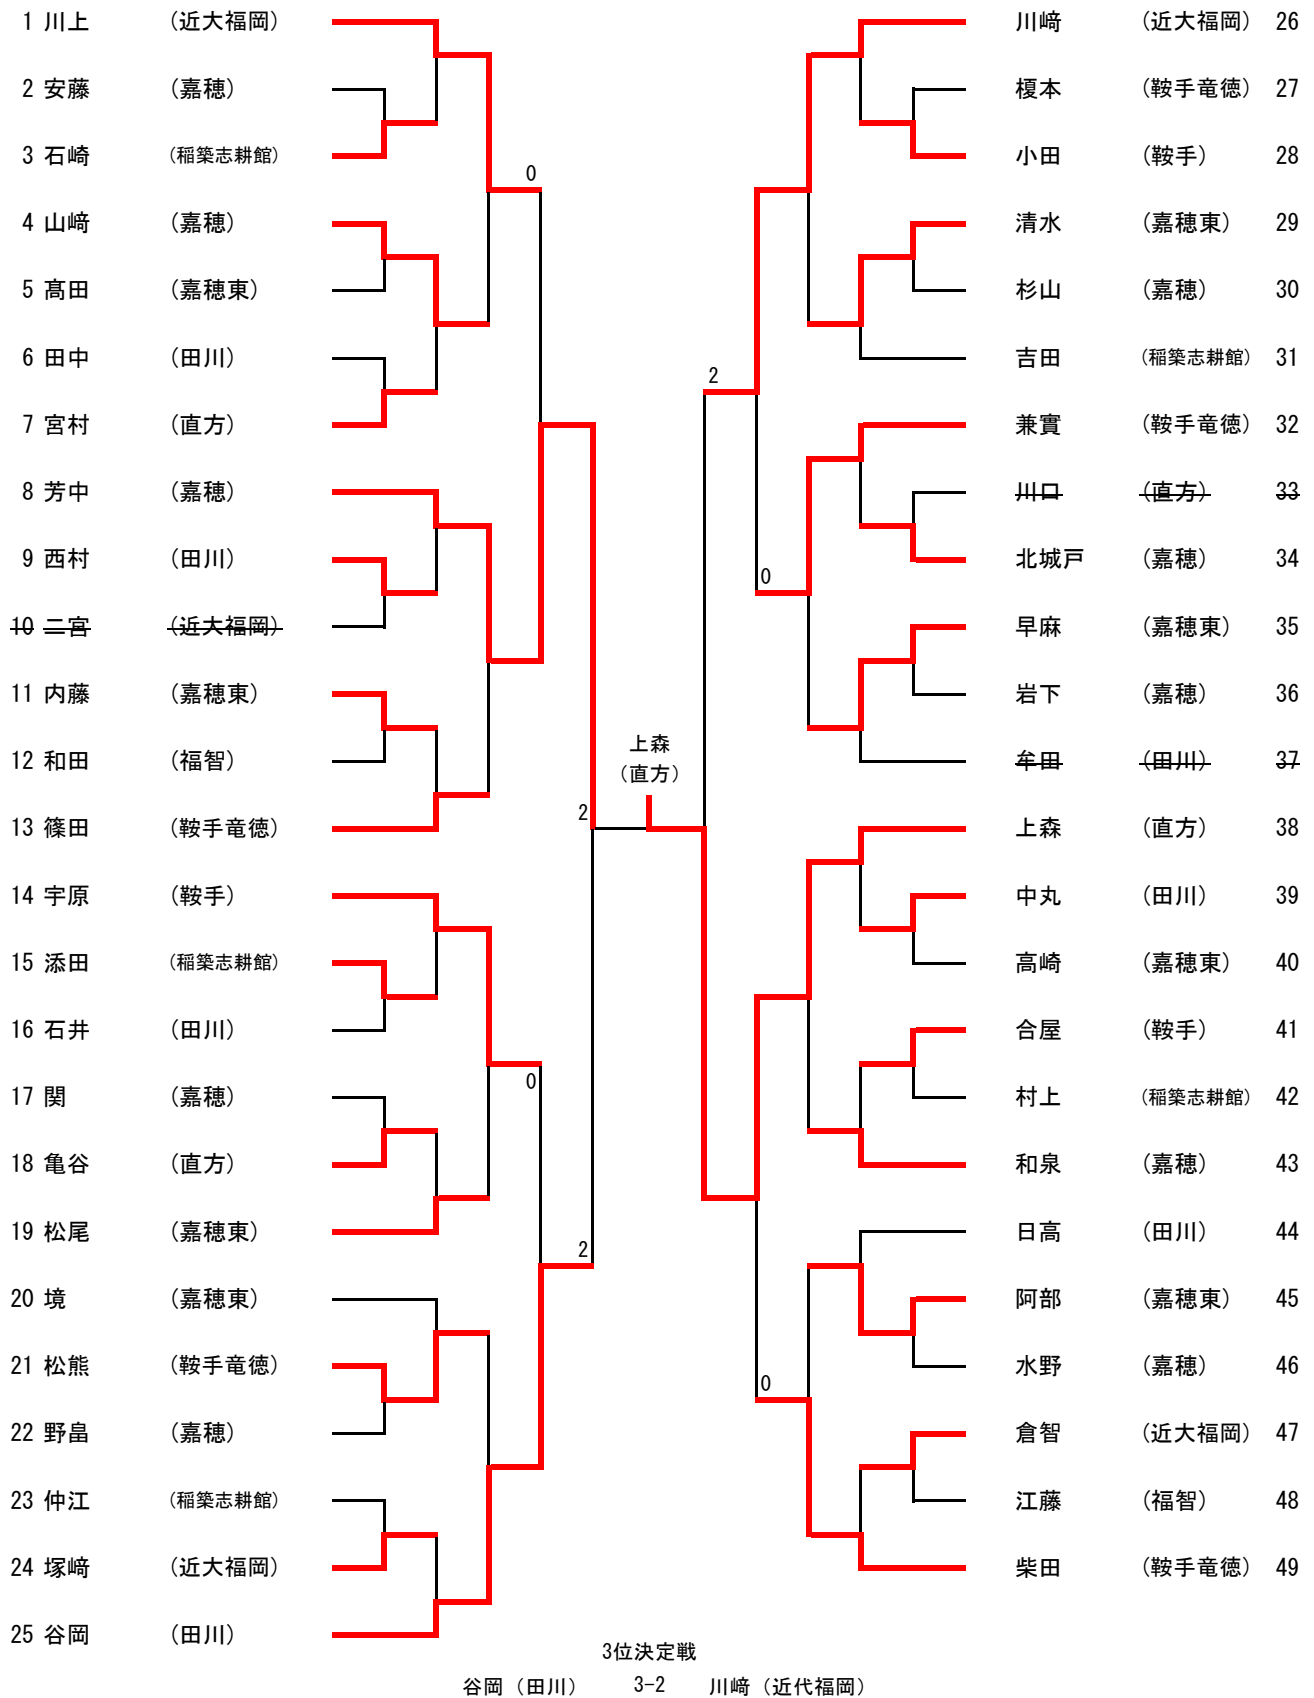 1 川上 (近大福岡)
2 安藤 (嘉穂)
3 石崎 (稲築志耕館)
0
4 山﨑 (嘉穂)
5 髙田 (嘉穂東)
6 田中 (田川)
7 宮村 (直方)
8 芳中 (嘉穂)
9 西村 (田川)
10 二宮 (近大福岡)
11 内藤 (嘉穂東)
12 和田 (福智)
2
13 篠田 (鞍手竜徳)
14 宇原 (鞍手)
15 添田 (稲築志耕館)
16 石井 (田川)
0
17 関 (嘉穂)
18 亀谷 (直方)
19 松尾 (嘉穂東)
2
20 境 (嘉穂東)
21 松熊 (鞍手竜徳)
22 野畠 (嘉穂)
23 仲江 (稲築志耕館)
24 塚﨑 (近大福岡)
25 谷岡 (田川)
上森
(直方)
川﨑 (近大福岡) 26
榎本 (鞍手竜徳) 27
小田 (鞍手) 28
清水 (嘉穂東) 29
杉山 (嘉穂) 30
吉田 (稲築志耕館) 31
2
兼實 (鞍手竜徳) 32
川口 (直方) 33
北城戸 (嘉穂) 34
0
早麻 (嘉穂東) 35
岩下 (嘉穂) 36
牟田 (田川) 37
上森 (直方) 38
中丸 (田川) 39
高崎 (嘉穂東) 40
合屋 (鞍手) 41
村上 (稲築志耕館) 42
和泉 (嘉穂) 43
日高 (田川) 44
阿部 (嘉穂東) 45
水野 (嘉穂) 46
0
倉智 (近大福岡) 47
江藤 (福智) 48
柴田 (鞍手竜徳) 49
3位決定戦
谷岡(田川) 3-2 川﨑(近代福岡)